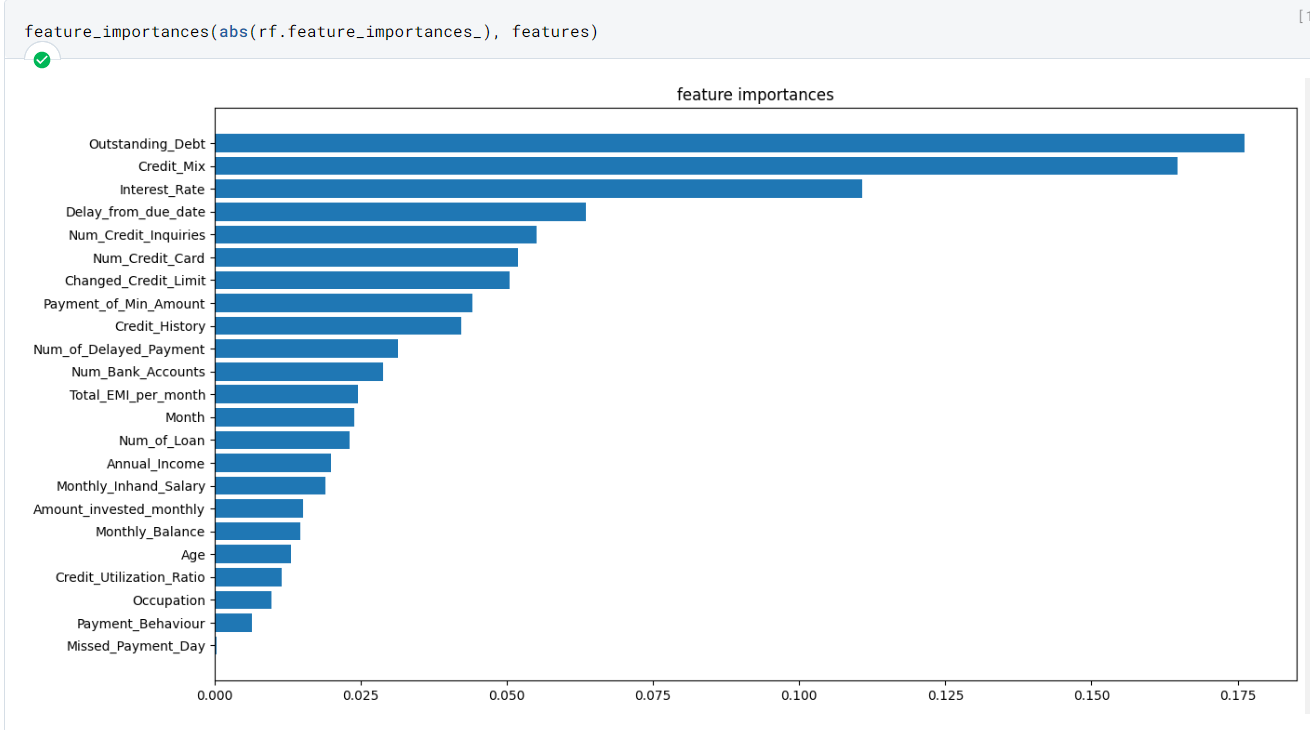 feature_importances(abs(rf.feature_importances_), features)
feature importances
Outstanding_Debt
Credit_Mix
Interest_Rate
Delay_from_due_date
Num_Credit_Inquiries
Num_Credit_Card
Changed_Credit_Limit
Payment_of_Min_Amount
Credit_History
Num_of_Delayed_Payment
Num_Bank_Accounts
Total_EMI_per_month
Month
Num_of_Loan
Annual_Income
Monthly_Inhand_Salary
Amount_invested_monthly
Monthly_Balance
Age
Credit_Utilization_Ratio
Occupation
Payment_Behaviour
Missed_Payment_Day
0.000 0.025 0.050 0.075 0.100 0.125 0.150 0.175